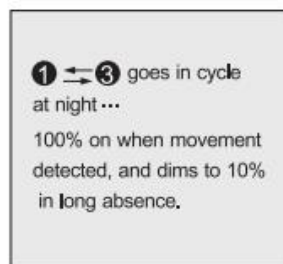 ❶ ⇆ ❸ goes in cycle
at night ···
100% on when movement
detected, and dims to 10%
in long absence.